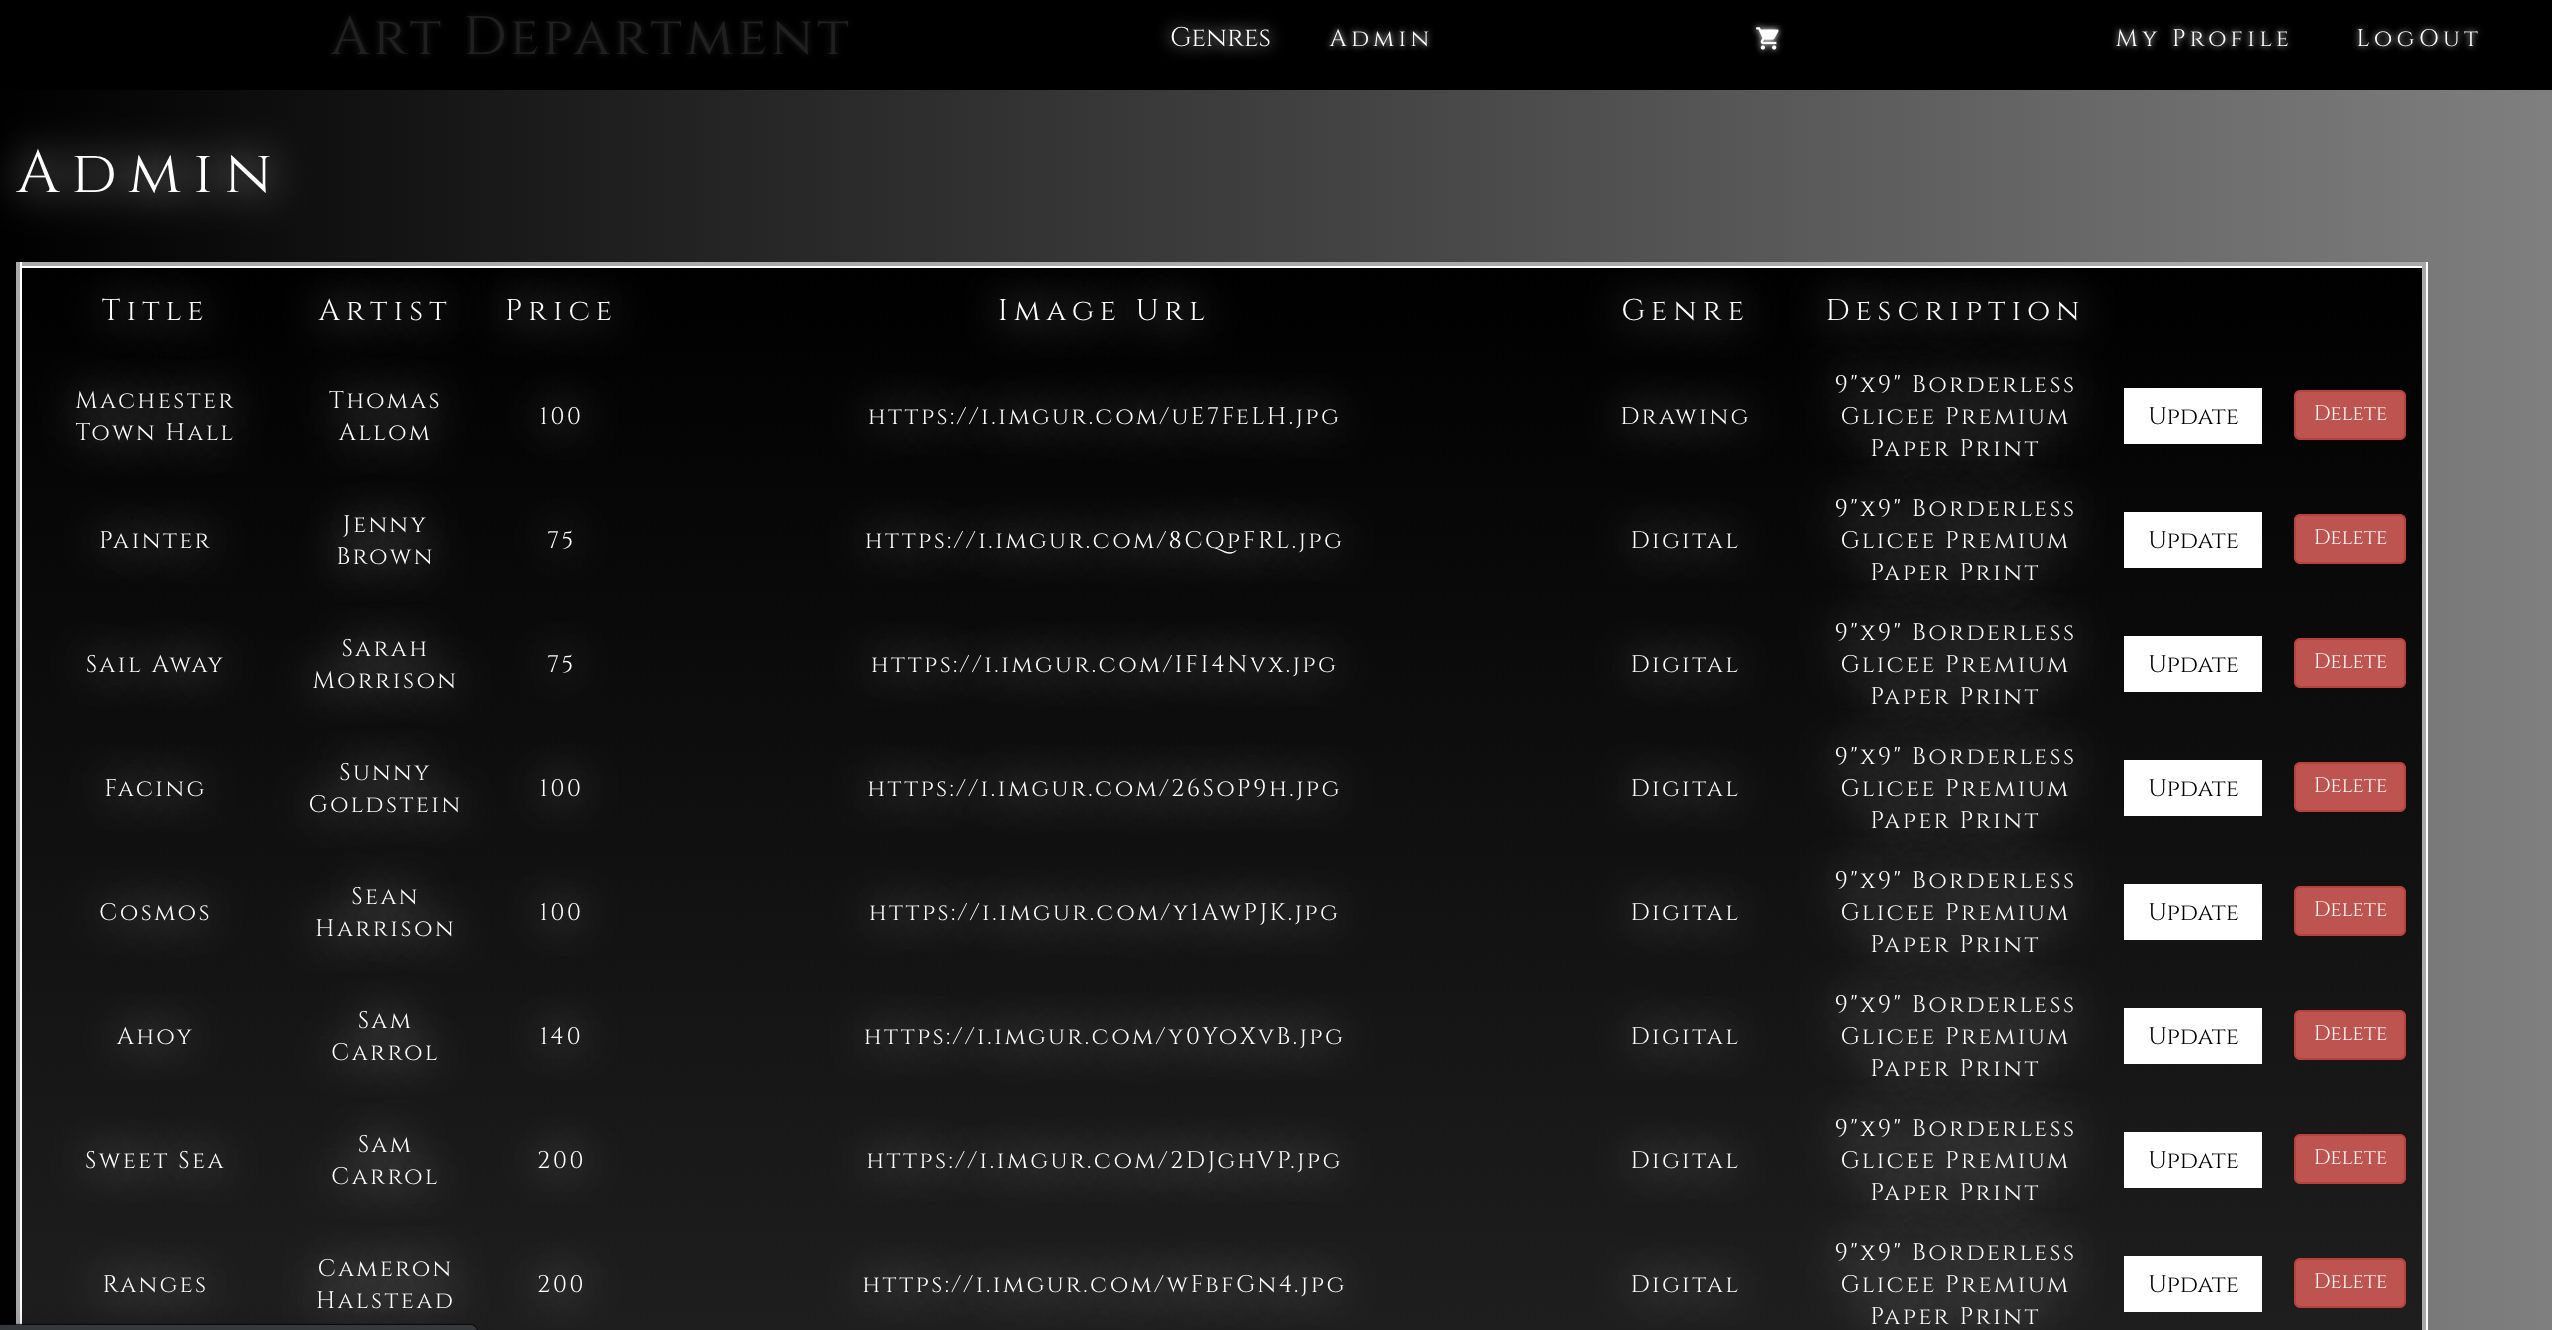 Art Department Genres Admin My Profile LogOut
Admin
Title Artist Price Image Url Genre Description
Machester Town Hall Thomas Allom 100 https://i.imgur.com/uE7FeLH.jpg Drawing 9"x9" Borderless Glicee Premium Paper Print Update Delete
Painter Jenny Brown 75 https://i.imgur.com/8CQpFRL.jpg Digital 9"x9" Borderless Glicee Premium Paper Print Update Delete
Sail Away Sarah Morrison 75 https://i.imgur.com/IFI4Nvx.jpg Digital 9"x9" Borderless Glicee Premium Paper Print Update Delete
Facing Sunny Goldstein 100 https://i.imgur.com/26SoP9h.jpg Digital 9"x9" Borderless Glicee Premium Paper Print Update Delete
Cosmos Sean Harrison 100 https://i.imgur.com/y1AwPJK.jpg Digital 9"x9" Borderless Glicee Premium Paper Print Update Delete
Ahoy Sam Carrol 140 https://i.imgur.com/y0YoXvB.jpg Digital 9"x9" Borderless Glicee Premium Paper Print Update Delete
Sweet Sea Sam Carrol 200 https://i.imgur.com/2DJghVP.jpg Digital 9"x9" Borderless Glicee Premium Paper Print Update Delete
Ranges Cameron Halstead 200 https://i.imgur.com/wFbfGn4.jpg Digital 9"x9" Borderless Glicee Premium Paper Print Update Delete